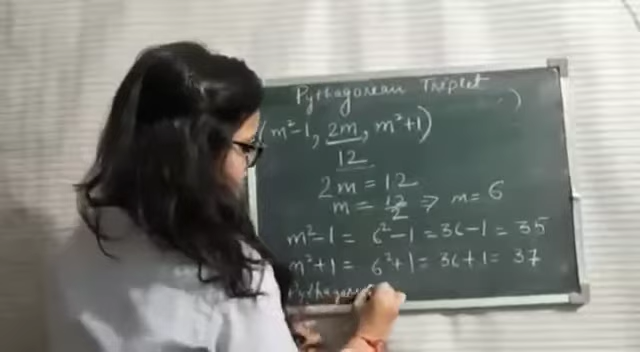 Pythagorean Triplet
(m²-1, 2m, m²+1)
12
2m = 12
m = 12/2 ⇒ m = 6
m²-1 = 6²-1 = 36-1 = 35
m²+1 = 6²+1 = 36+1 = 37